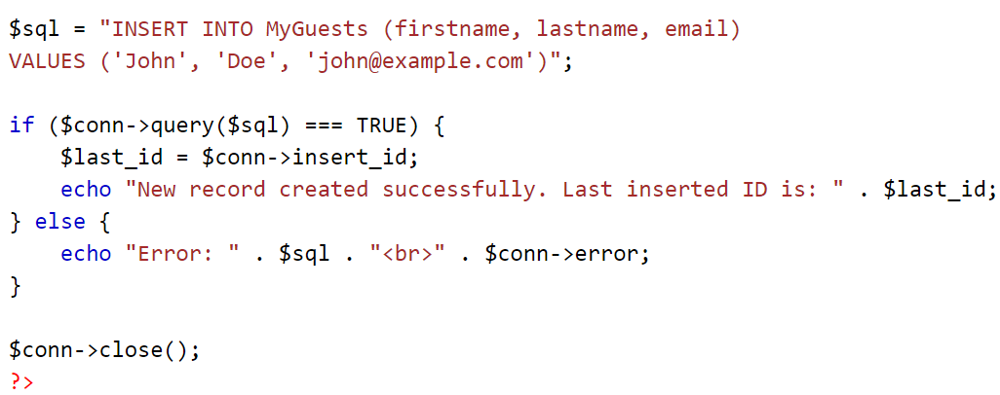 $sql = "INSERT INTO MyGuests (firstname, lastname, email)
VALUES ('John', 'Doe', 'john@example.com')";

if ($conn->query($sql) === TRUE) {
    $last_id = $conn->insert_id;
    echo "New record created successfully. Last inserted ID is: " . $last_id;
} else {
    echo "Error: " . $sql . "<br>" . $conn->error;
}

$conn->close();
?>